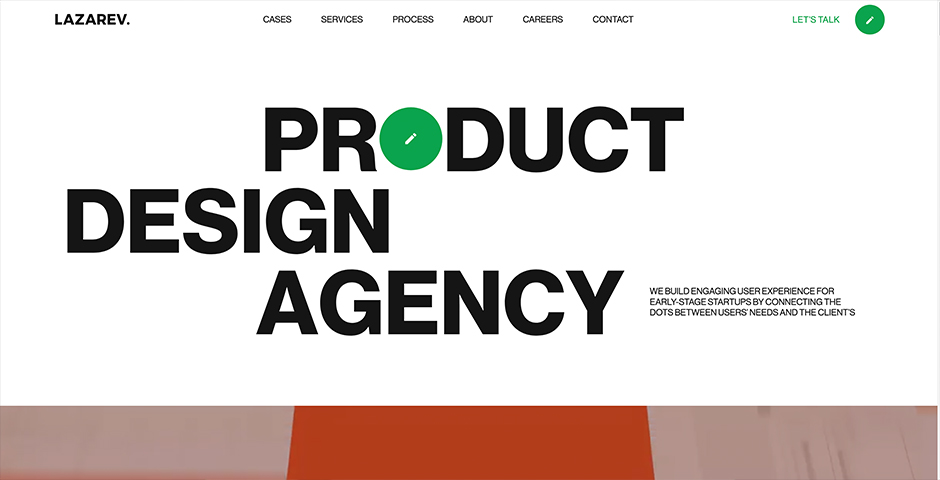 LAZAREV.
CASES SERVICES PROCESS ABOUT CAREERS CONTACT
LET'S TALK
PRODUCT
DESIGN
AGENCY
WE BUILD ENGAGING USER EXPERIENCE FOR
EARLY-STAGE STARTUPS BY CONNECTING THE
DOTS BETWEEN USERS' NEEDS AND THE CLIENT'S